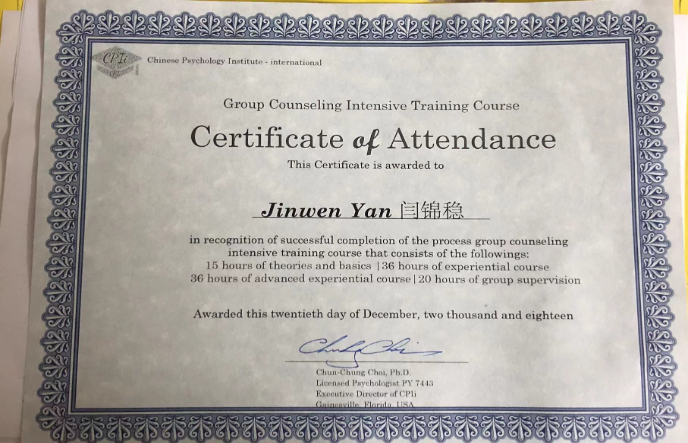 CPIi
Chinese Psychology Institute - international
Group Counseling Intensive Training Course
Certificate of Attendance
This Certificate is awarded to
Jinwen Yan 闫锦稳
in recognition of successful completion of the process group counseling
intensive training course that consists of the followings:
15 hours of theories and basics | 36 hours of experiential course
36 hours of advanced experiential course | 20 hours of group supervision
Awarded this twentieth day of December, two thousand and eighteen
Chun-Chung Choi, Ph.D.
Licensed Psychologist PY 7443
Executive Director of CPIi
Gainesville, Florida, USA